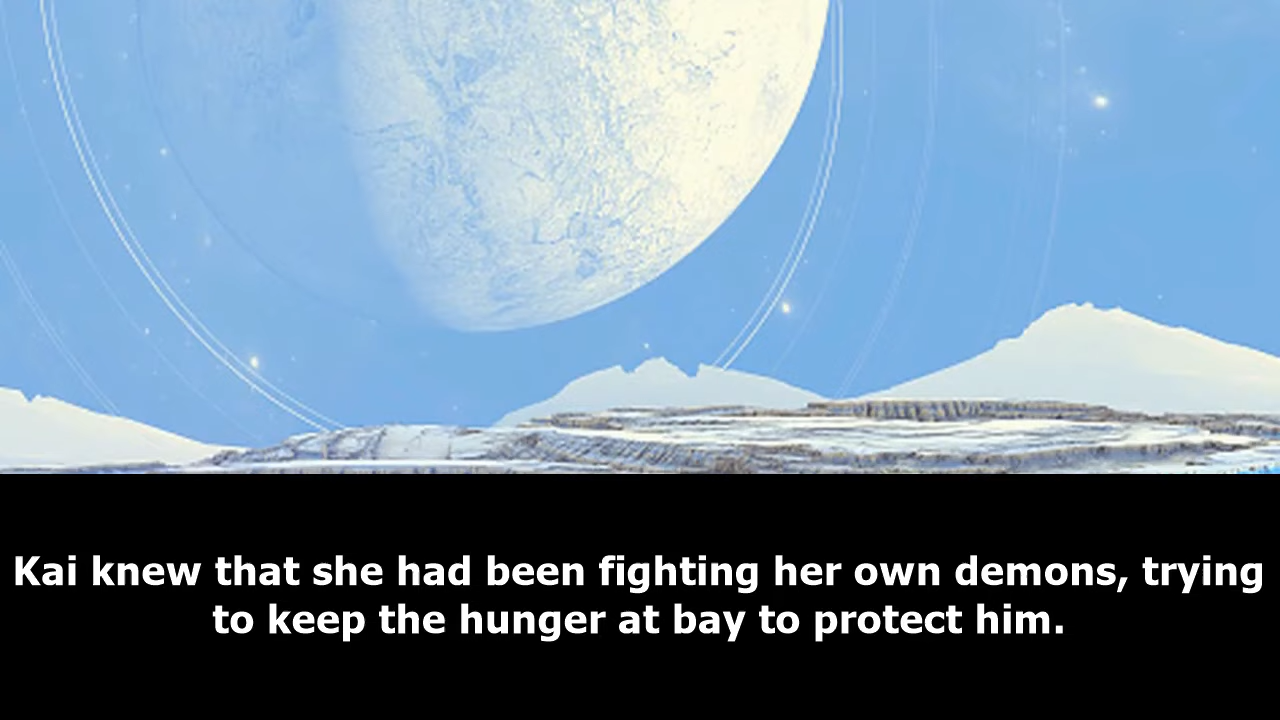 Kai knew that she had been fighting her own demons, trying
to keep the hunger at bay to protect him.